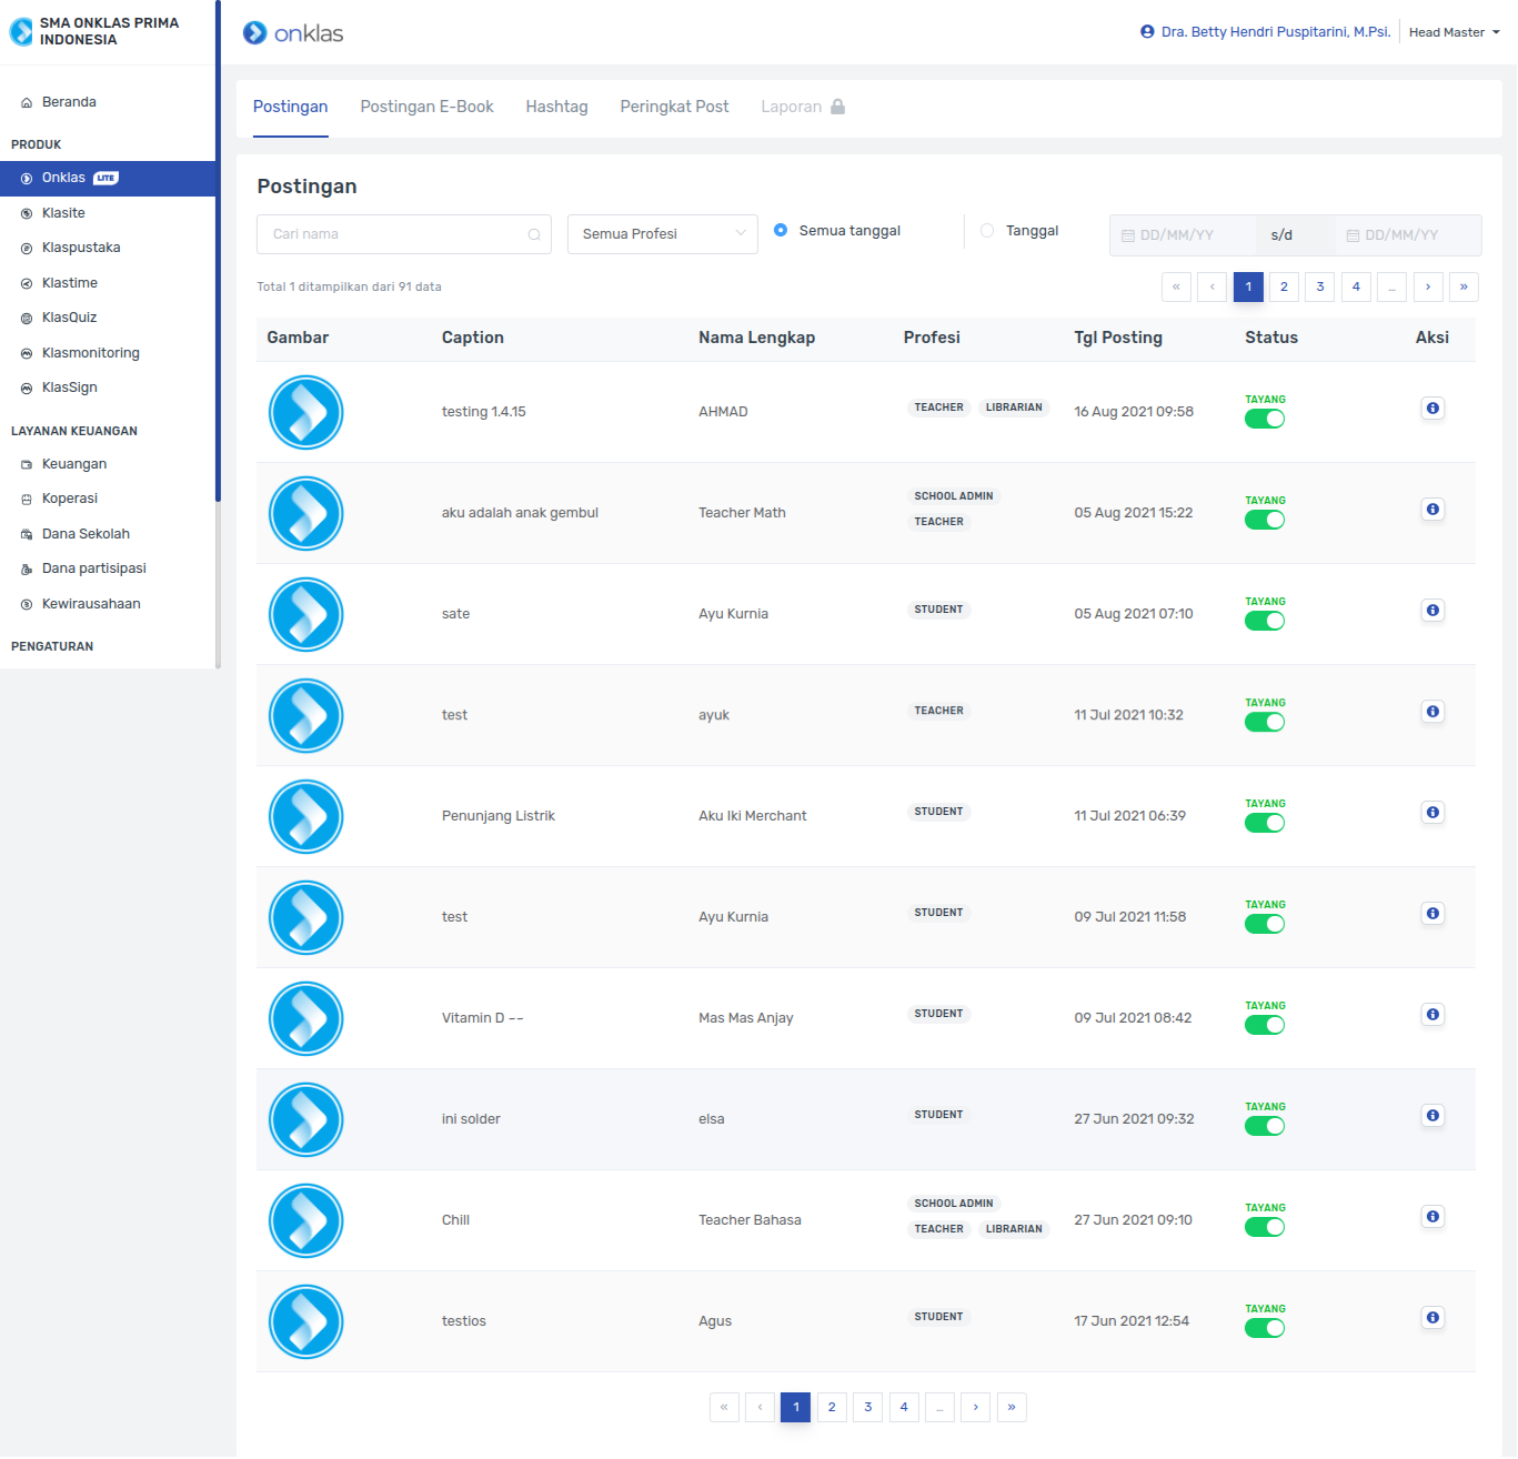 SMA ONKLAS PRIMA
INDONESIA
onklas
Dra. Betty Hendri Puspitarini, M.Psi.
Head Master
Beranda
PRODUK
Onklas LITE
Klasite
Klaspustaka
Klastime
KlasQuiz
Klasmonitoring
KlasSign
LAYANAN KEUANGAN
Keuangan
Koperasi
Dana Sekolah
Dana partisipasi
Kewirausahaan
PENGATURAN
Postingan Postingan E-Book Hashtag Peringkat Post Laporan
Postingan
Cari nama Semua Profesi Semua tanggal Tanggal DD/MM/YY s/d DD/MM/YY
Total 1 ditampilkan dari 91 data
« ‹ 1 2 3 4 ... › »
Gambar Caption Nama Lengkap Profesi Tgl Posting Status Aksi
testing 1.4.15 AHMAD TEACHER LIBRARIAN 16 Aug 2021 09:58 TAYANG
aku adalah anak gembul Teacher Math SCHOOL ADMIN TEACHER 05 Aug 2021 15:22 TAYANG
sate Ayu Kurnia STUDENT 05 Aug 2021 07:10 TAYANG
test ayuk TEACHER 11 Jul 2021 10:32 TAYANG
Penunjang Listrik Aku Iki Merchant STUDENT 11 Jul 2021 06:39 TAYANG
test Ayu Kurnia STUDENT 09 Jul 2021 11:58 TAYANG
Vitamin D -- Mas Mas Anjay STUDENT 09 Jul 2021 08:42 TAYANG
ini solder elsa STUDENT 27 Jun 2021 09:32 TAYANG
Chill Teacher Bahasa SCHOOL ADMIN TEACHER LIBRARIAN 27 Jun 2021 09:10 TAYANG
testios Agus STUDENT 17 Jun 2021 12:54 TAYANG
« ‹ 1 2 3 4 ... › »